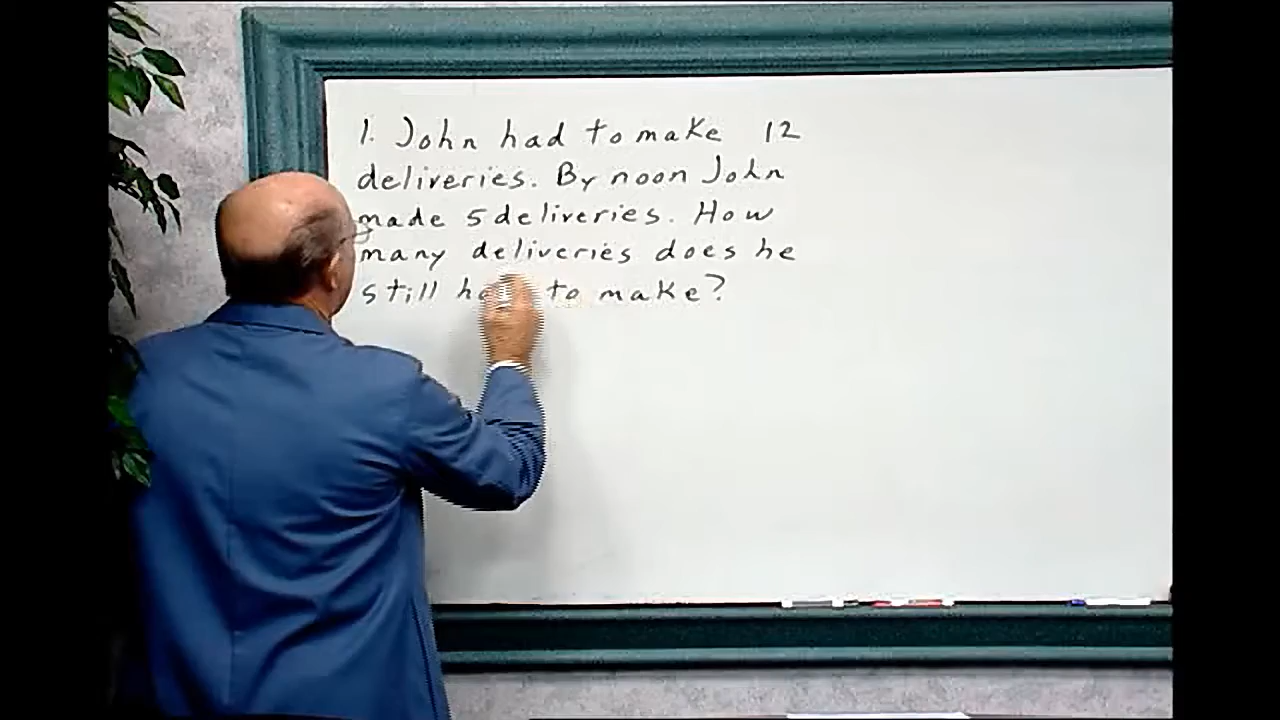 1. John had to make 12
deliveries. By noon John
made 5 deliveries. How
many deliveries does he
still to make?